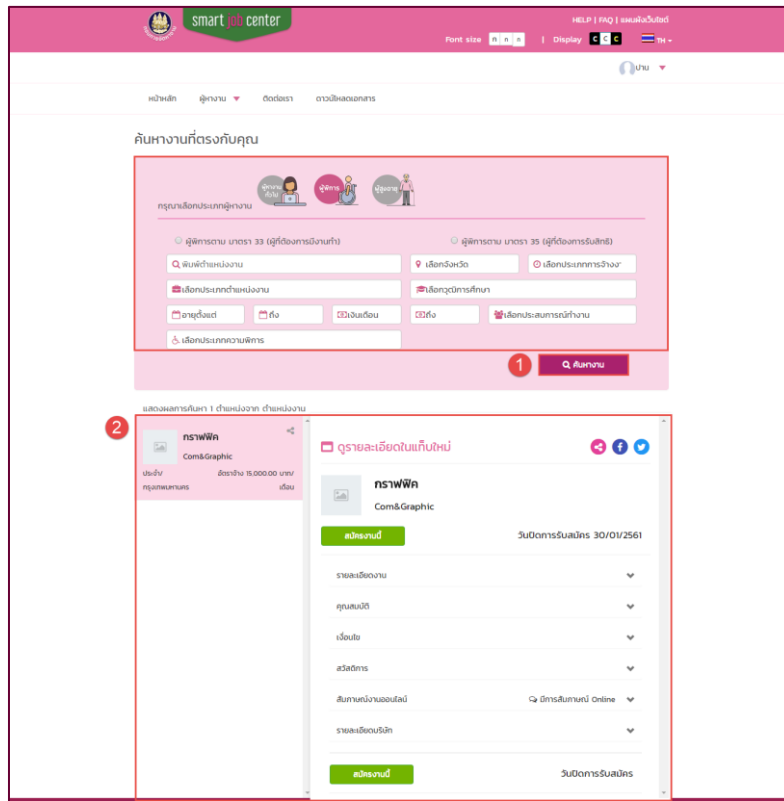 smart job center
HELP | FAQ | แผนผังเว็บไซต์
Font size ก ก ก | Display C C C TH
ปาน
หน้าหลัก ผู้หางาน ติดต่อเรา ดาวน์โหลดเอกสาร
ค้นหางานที่ตรงกับคุณ
กรุณาเลือกประเภทผู้หางาน ผู้หางานทั่วไป ผู้พิการ ผู้สูงอายุ
ผู้พิการตาม มาตรา 33 (ผู้ที่ต้องการมีงานทำ) ผู้พิการตาม มาตรา 35 (ผู้ที่ต้องการรับสิทธิ)
พิมพ์ตำแหน่งงาน เลือกจังหวัด เลือกประเภทการจ้างง
เลือกประเภทตำแหน่งงาน เลือกวุฒิการศึกษา
อายุตั้งแต่ ถึง เงินเดือน ถึง เลือกประสบการณ์ทำงาน
เลือกประเภทความพิการ
1 ค้นหางาน
แสดงผลการค้นหา 1 ตำแหน่งจาก ตำแหน่งงาน
2
กราฟฟิค
Com&Graphic
ประจำ/ อัตราจ้าง 15,000.00 บาท/
กรุงเทพมหานคร เดือน
ดูรายละเอียดในแท็บใหม่
กราฟฟิค
Com&Graphic
สมัครงานนี้ วันปิดการรับสมัคร 30/01/2561
รายละเอียดงาน
คุณสมบัติ
เงื่อนไข
สวัสดิการ
สัมภาษณ์งานออนไลน์ มีการสัมภาษณ์ Online
รายละเอียดบริษัท
สมัครงานนี้ วันปิดการรับสมัคร